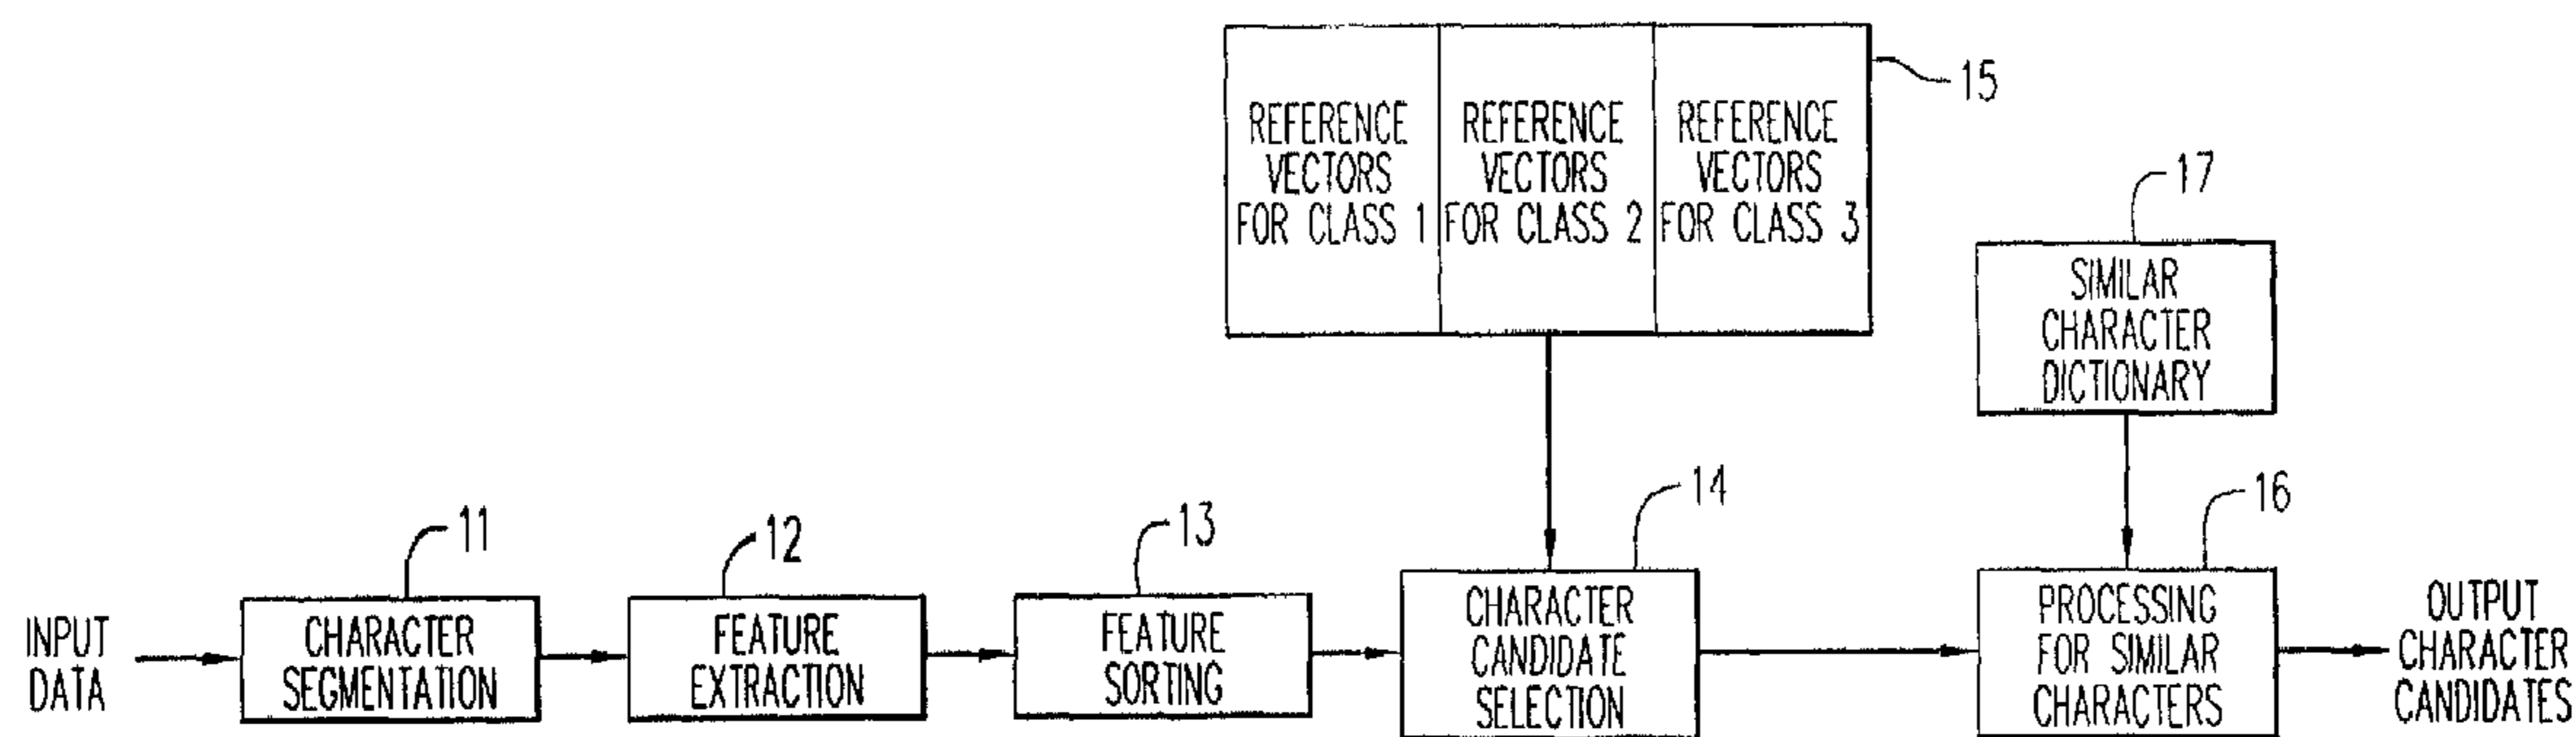 REFERENCE
VECTORS
FOR CLASS 1
REFERENCE
VECTORS
FOR CLASS 2
REFERENCE
VECTORS
FOR CLASS 3
15
17
SIMILAR
CHARACTER
DICTIONARY
11
12
13
14
16
INPUT
DATA
CHARACTER
SEGMENTATION
FEATURE
EXTRACTION
FEATURE
SORTING
CHARACTER
CANDIDATE
SELECTION
PROCESSING
FOR SIMILAR
CHARACTERS
OUTPUT
CHARACTER
CANDIDATES